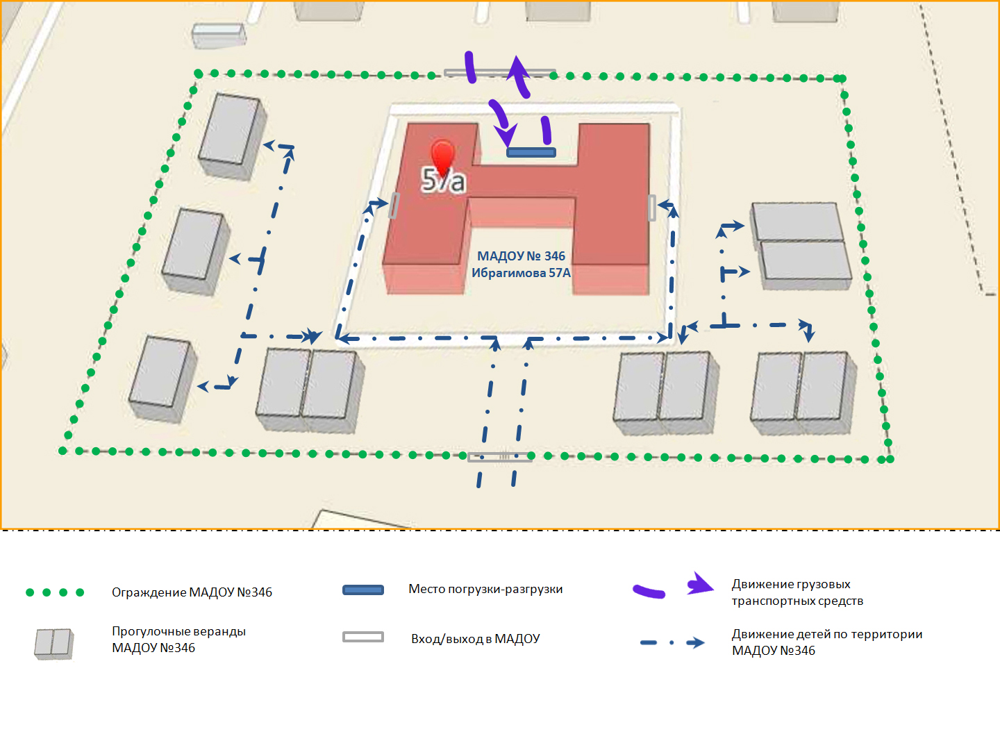 57а
МАДОУ № 346
Ибрагимова 57А
Ограждение МАДОУ №346
Место погрузки-разгрузки
Движение грузовых
транспортных средств
Прогулочные веранды
МАДОУ №346
Вход/выход в МАДОУ
Движение детей по территории
МАДОУ №346